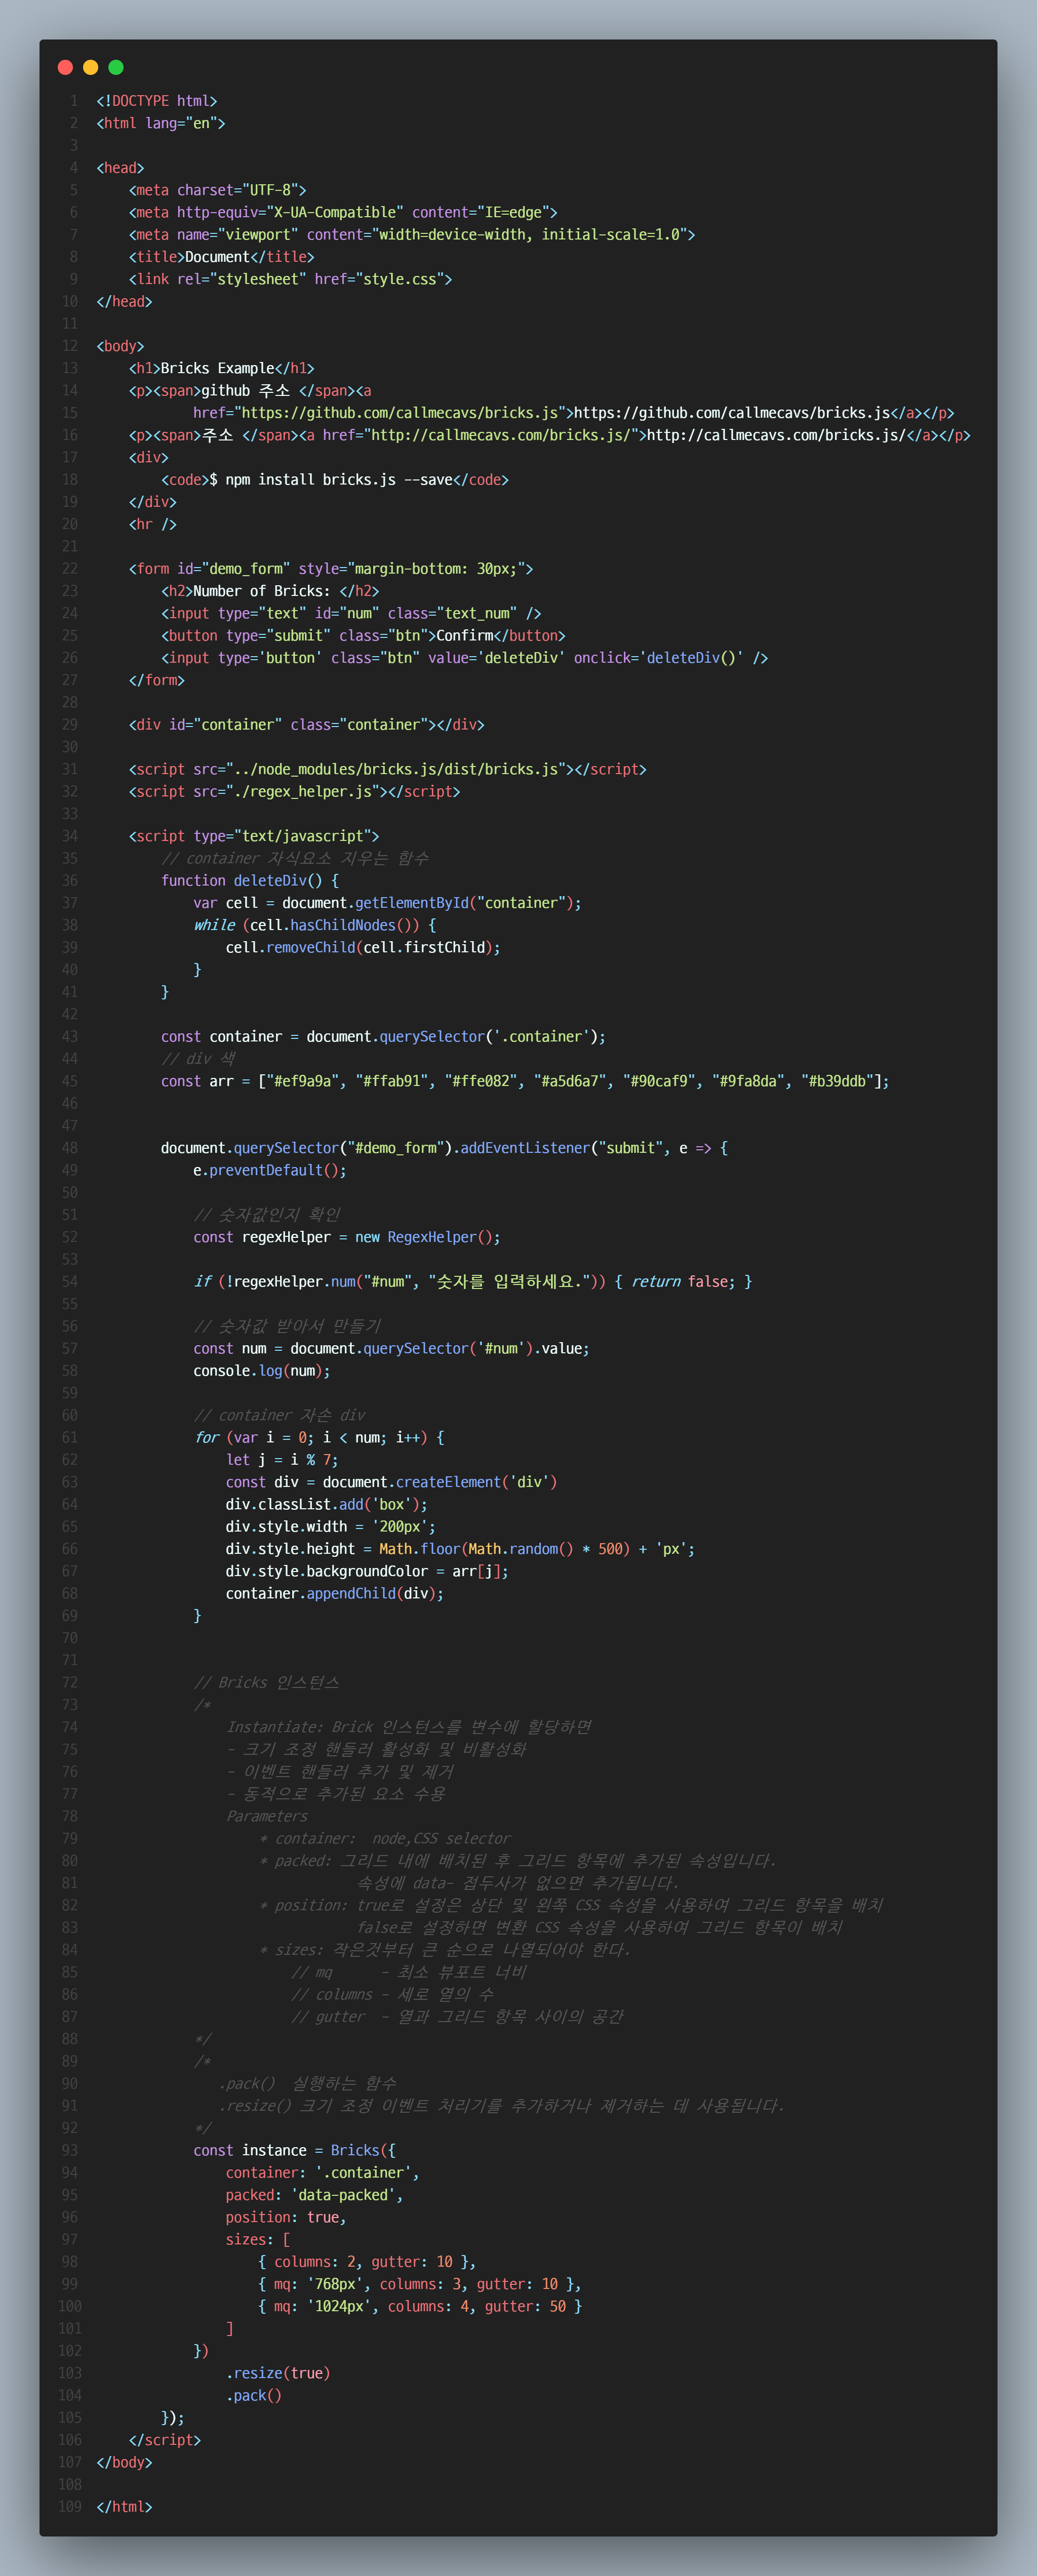 1 <!DOCTYPE html>
2 <html lang="en">
3
4 <head>
5     <meta charset="UTF-8">
6     <meta http-equiv="X-UA-Compatible" content="IE=edge">
7     <meta name="viewport" content="width=device-width, initial-scale=1.0">
8     <title>Document</title>
9     <link rel="stylesheet" href="style.css">
10 </head>
11
12 <body>
13     <h1>Bricks Example</h1>
14     <p><span>github 주소 </span><a
15             href="https://github.com/callmecavs/bricks.js">https://github.com/callmecavs/bricks.js</a></p>
16     <p><span>주소 </span><a href="http://callmecavs.com/bricks.js/">http://callmecavs.com/bricks.js/</a></p>
17     <div>
18         <code>$ npm install bricks.js --save</code>
19     </div>
20     <hr />
21
22     <form id="demo_form" style="margin-bottom: 30px;">
23         <h2>Number of Bricks: </h2>
24         <input type="text" id="num" class="text_num" />
25         <button type="submit" class="btn">Confirm</button>
26         <input type='button' class="btn" value='deleteDiv' onclick='deleteDiv()' />
27     </form>
28
29     <div id="container" class="container"></div>
30
31     <script src="../node_modules/bricks.js/dist/bricks.js"></script>
32     <script src="./regex_helper.js"></script>
33
34     <script type="text/javascript">
35         // container 자식요소 지우는 함수
36         function deleteDiv() {
37             var cell = document.getElementById("container");
38             while (cell.hasChildNodes()) {
39                 cell.removeChild(cell.firstChild);
40             }
41         }
42
43         const container = document.querySelector('.container');
44         // div 색
45         const arr = ["#ef9a9a", "#ffab91", "#ffe082", "#a5d6a7", "#90caf9", "#9fa8da", "#b39ddb"];
46
47
48         document.querySelector("#demo_form").addEventListener("submit", e => {
49             e.preventDefault();
50
51             // 숫자값인지 확인
52             const regexHelper = new RegexHelper();
53
54             if (!regexHelper.num("#num", "숫자를 입력하세요.")) { return false; }
55
56             // 숫자값 받아서 만들기
57             const num = document.querySelector('#num').value;
58             console.log(num);
59
60             // container 자손 div
61             for (var i = 0; i < num; i++) {
62                 let j = i % 7;
63                 const div = document.createElement('div')
64                 div.classList.add('box');
65                 div.style.width = '200px';
66                 div.style.height = Math.floor(Math.random() * 500) + 'px';
67                 div.style.backgroundColor = arr[j];
68                 container.appendChild(div);
69             }
70
71
72             // Bricks 인스턴스
73             /*
74                 Instantiate: Brick 인스턴스를 변수에 할당하면
75                 - 크기 조정 핸들러 활성화 및 비활성화
76                 - 이벤트 핸들러 추가 및 제거
77                 - 동적으로 추가된 요소 수용
78                 Parameters
79                     * container:  node,CSS selector
80                     * packed: 그리드 내에 배치된 후 그리드 항목에 추가된 속성입니다.
81                                 속성에 data- 접두사가 없으면 추가됩니다.
82                     * position: true로 설정은 상단 및 왼쪽 CSS 속성을 사용하여 그리드 항목을 배치
83                                 false로 설정하면 변환 CSS 속성을 사용하여 그리드 항목이 배치
84                     * sizes: 작은것부터 큰 순으로 나열되어야 한다.
85                         // mq      - 최소 뷰포트 너비
86                         // columns - 세로 열의 수
87                         // gutter  - 열과 그리드 항목 사이의 공간
88             */
89             /*
90                .pack()  실행하는 함수
91                .resize() 크기 조정 이벤트 처리기를 추가하거나 제거하는 데 사용됩니다.
92             */
93             const instance = Bricks({
94                 container: '.container',
95                 packed: 'data-packed',
96                 position: true,
97                 sizes: [
98                     { columns: 2, gutter: 10 },
99                     { mq: '768px', columns: 3, gutter: 10 },
100                     { mq: '1024px', columns: 4, gutter: 50 }
101                 ]
102             })
103                 .resize(true)
104                 .pack()
105         });
106     </script>
107 </body>
108
109 </html>